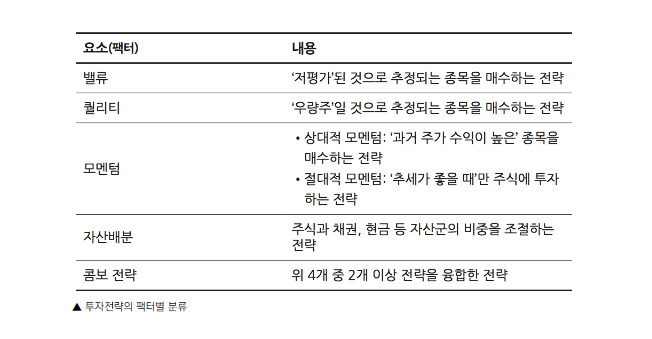 요소(팩터) 내용
밸류 ‘저평가’된 것으로 추정되는 종목을 매수하는 전략
퀄리티 ‘우량주’일 것으로 추정되는 종목을 매수하는 전략
모멘텀
• 상대적 모멘텀: ‘과거 주가 수익이 높은’ 종목을
매수하는 전략
• 절대적 모멘텀: ‘추세가 좋을 때’만 주식에 투자
하는 전략
자산배분
주식과 채권, 현금 등 자산군의 비중을 조절하는
전략
콤보 전략 위 4개 중 2개 이상 전략을 융합한 전략
▲ 투자전략의 팩터별 분류